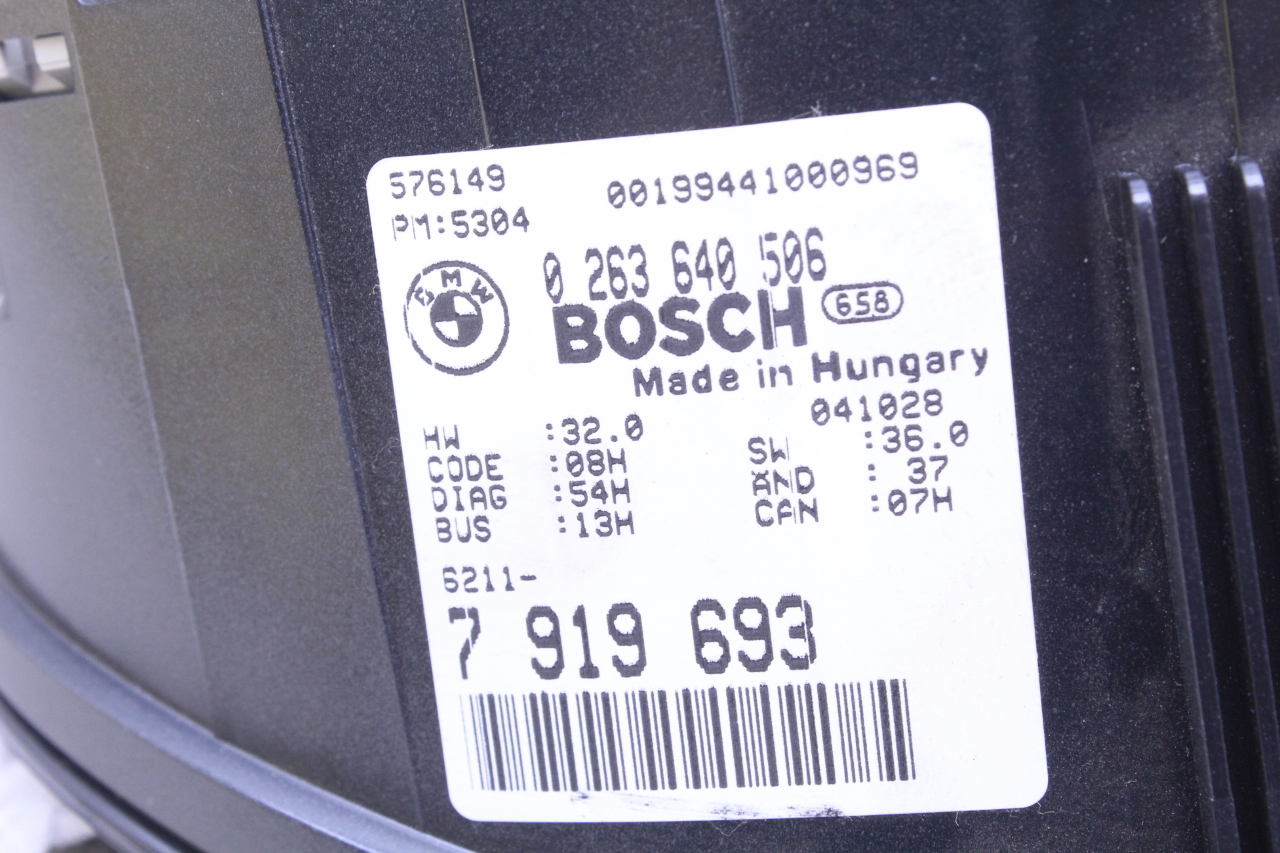 576149 00199441000969
PM:5304
0 263 640 506
BMW
BOSCH 658
Made in Hungary
041028
HW :32.0 SW :36.0
CODE :08H ÄND : 37
DIAG :54H CAN :07H
BUS :13H
6211-
7 919 693